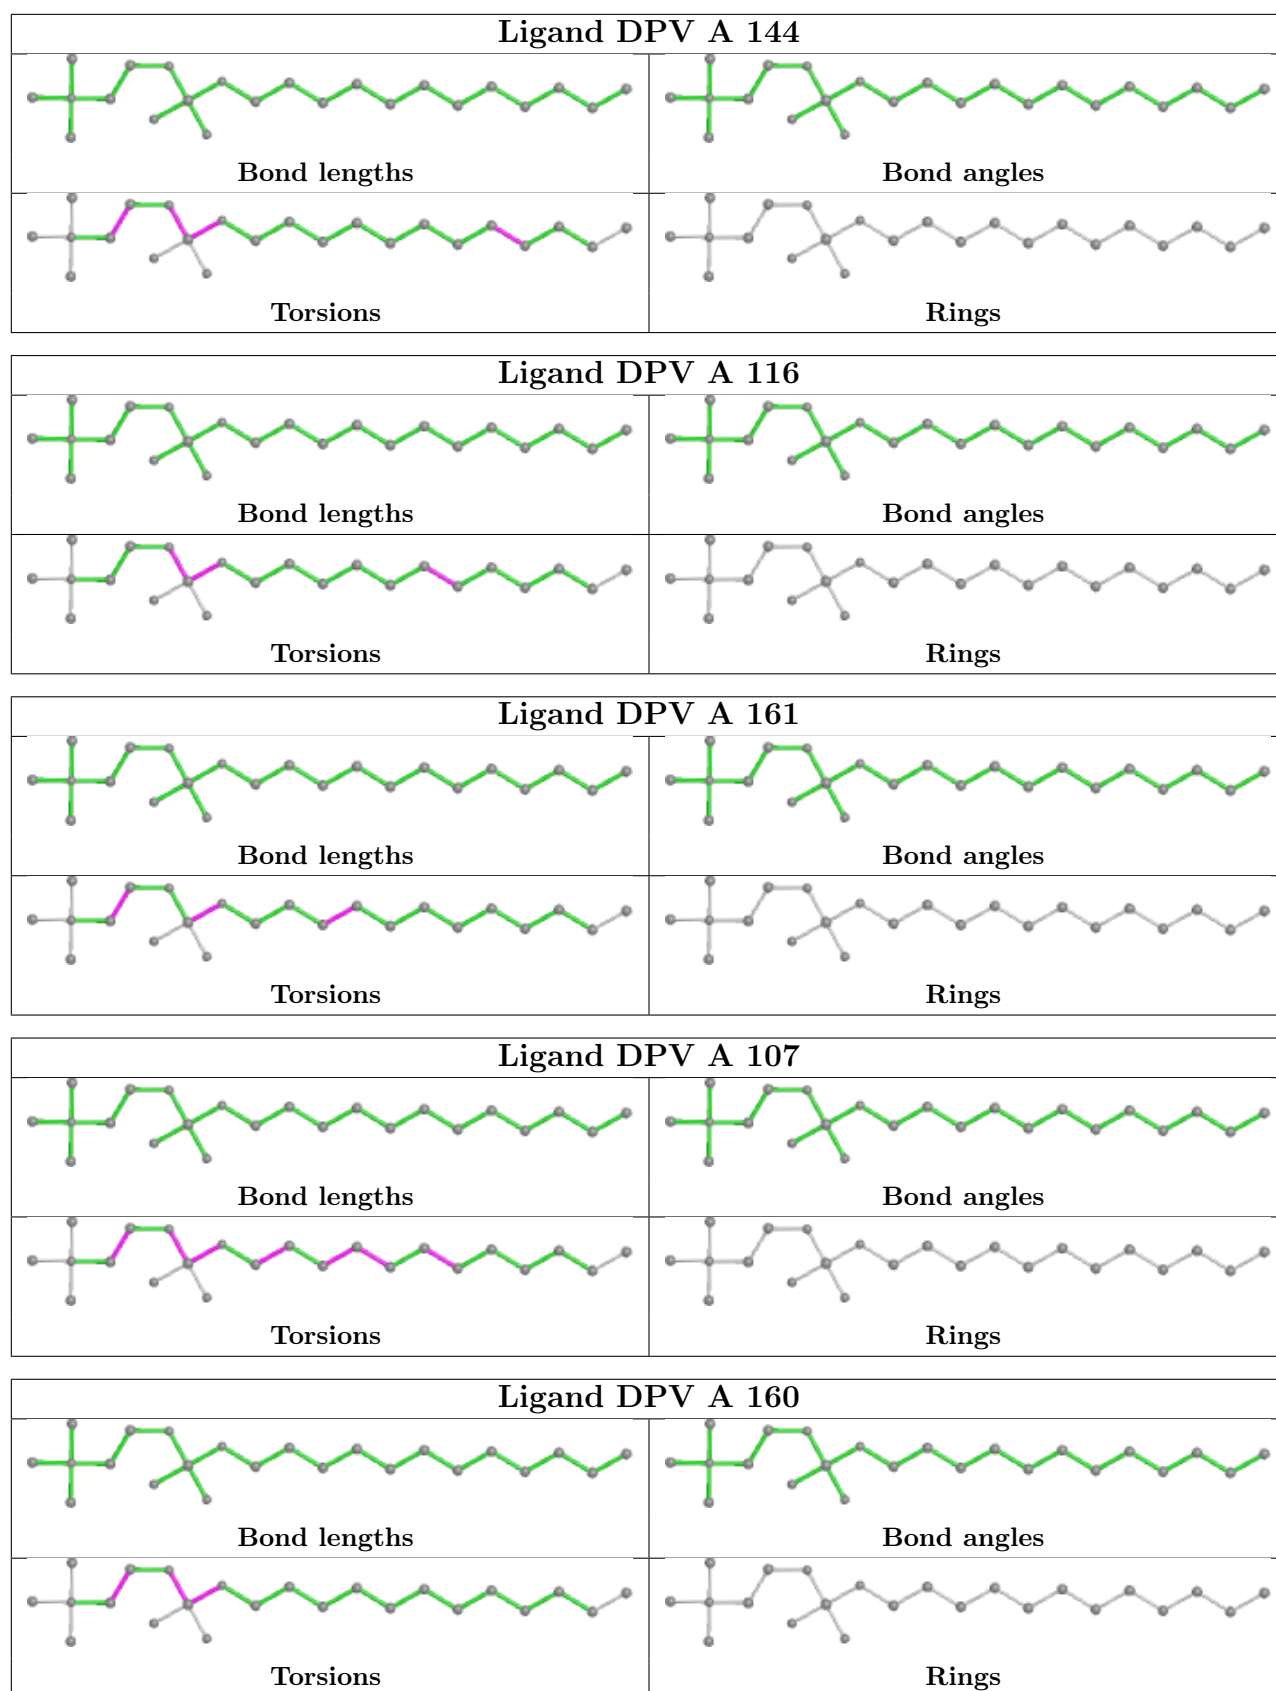 Ligand DPV A 144
Bond lengths
Bond angles
Torsions
Rings
Ligand DPV A 116
Bond lengths
Bond angles
Torsions
Rings
Ligand DPV A 161
Bond lengths
Bond angles
Torsions
Rings
Ligand DPV A 107
Bond lengths
Bond angles
Torsions
Rings
Ligand DPV A 160
Bond lengths
Bond angles
Torsions
Rings